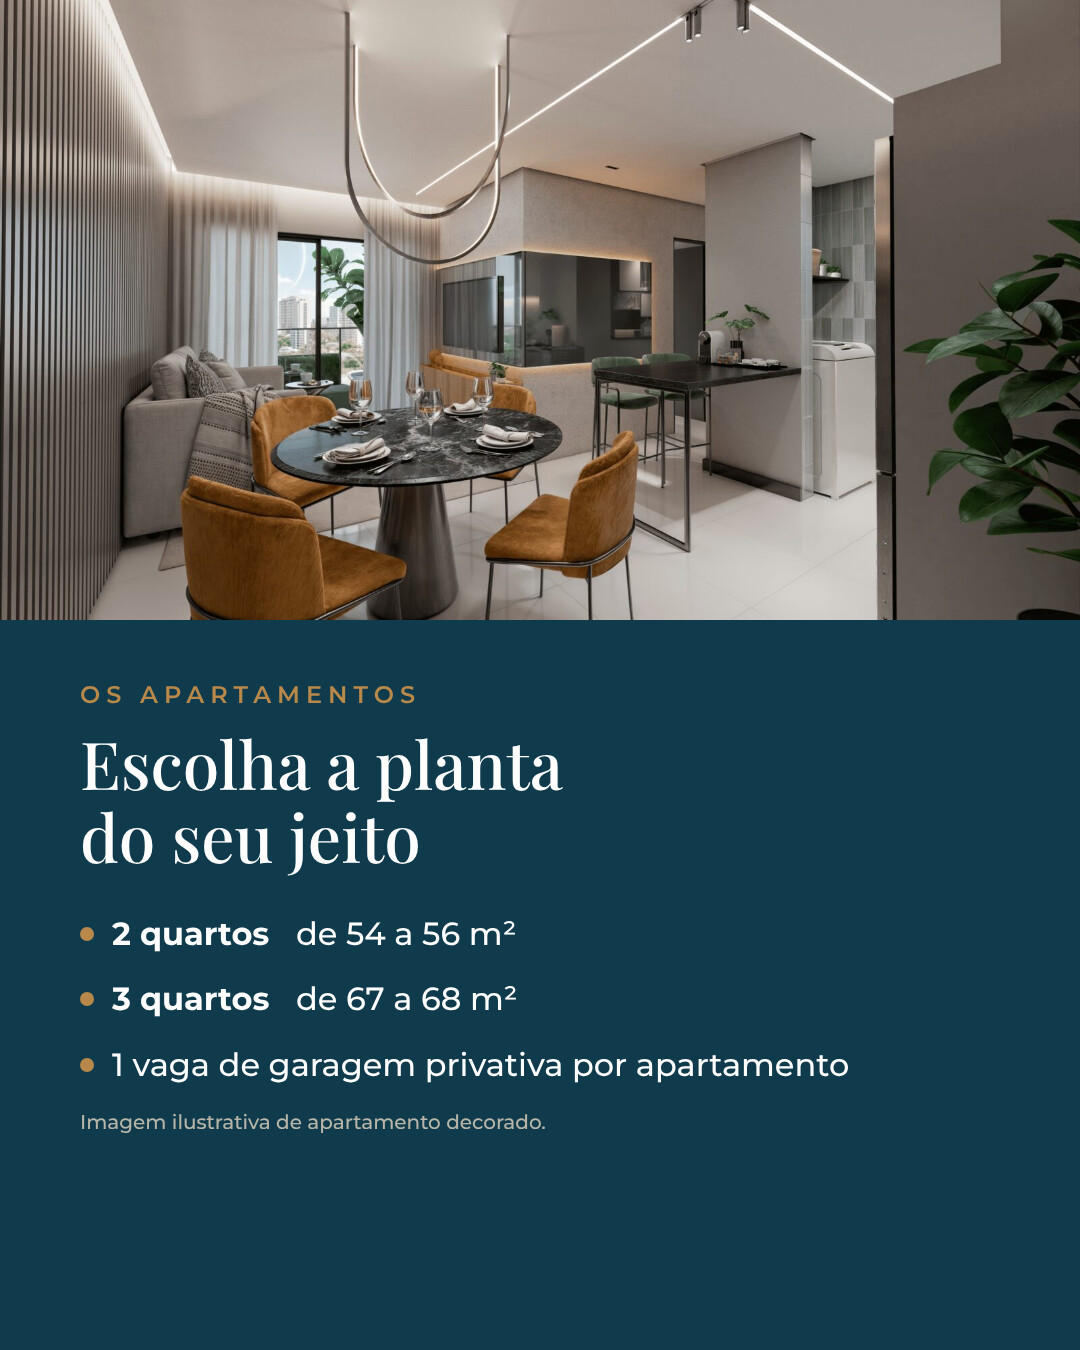 OS APARTAMENTOS
Escolha a planta
do seu jeito
2 quartos de 54 a 56 m²
3 quartos de 67 a 68 m²
1 vaga de garagem privativa por apartamento
Imagem ilustrativa de apartamento decorado.